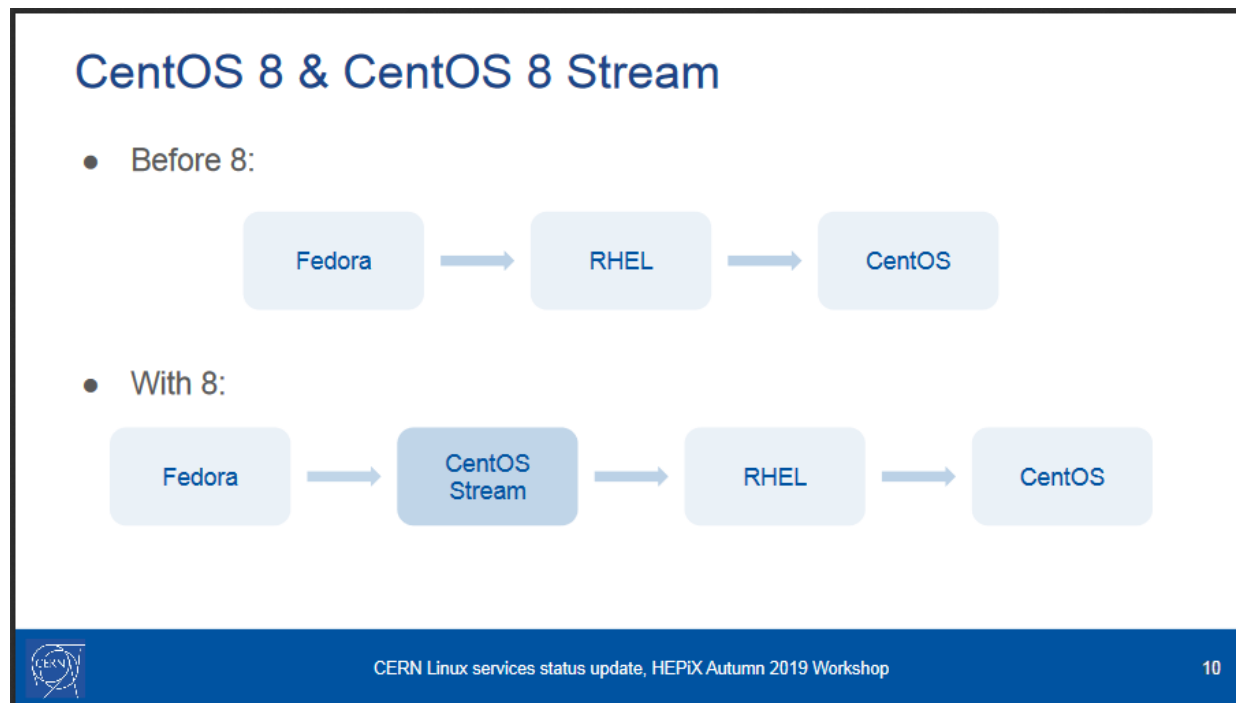 CentOS 8 & CentOS 8 Stream
● Before 8:
Fedora
RHEL
CentOS
● With 8:
Fedora
CentOS
Stream
RHEL
CentOS
CERN
CERN Linux services status update, HEPiX Autumn 2019 Workshop
10